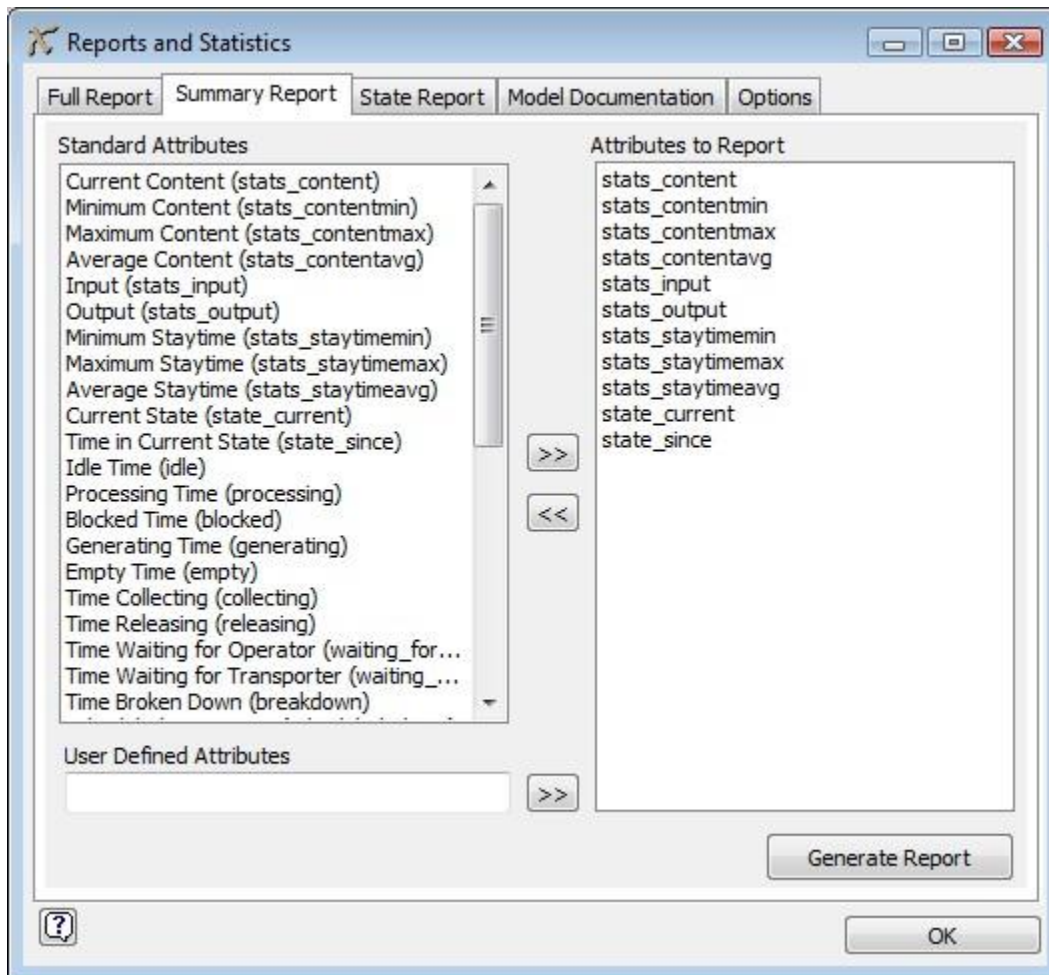 Reports and Statistics
Full Report
Summary Report
State Report
Model Documentation
Options
Standard Attributes
Current Content (stats_content)
Minimum Content (stats_contentmin)
Maximum Content (stats_contentmax)
Average Content (stats_contentavg)
Input (stats_input)
Output (stats_output)
Minimum Staytime (stats_staytimemin)
Maximum Staytime (stats_staytimemax)
Average Staytime (stats_staytimeavg)
Current State (state_current)
Time in Current State (state_since)
Idle Time (idle)
Processing Time (processing)
Blocked Time (blocked)
Generating Time (generating)
Empty Time (empty)
Time Collecting (collecting)
Time Releasing (releasing)
Time Waiting for Operator (waiting_for...
Time Waiting for Transporter (waiting_...
Time Broken Down (breakdown)
>>
<<
Attributes to Report
stats_content
stats_contentmin
stats_contentmax
stats_contentavg
stats_input
stats_output
stats_staytimemin
stats_staytimemax
stats_staytimeavg
state_current
state_since
User Defined Attributes
>>
Generate Report
?
OK